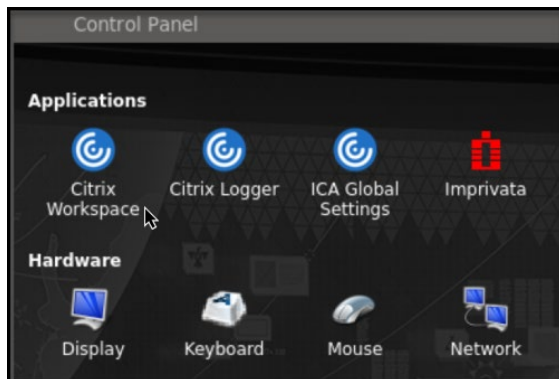 Control Panel
Applications
Citrix Workspace
Citrix Logger
ICA Global Settings
Imprivata
Hardware
Display
Keyboard
Mouse
Network